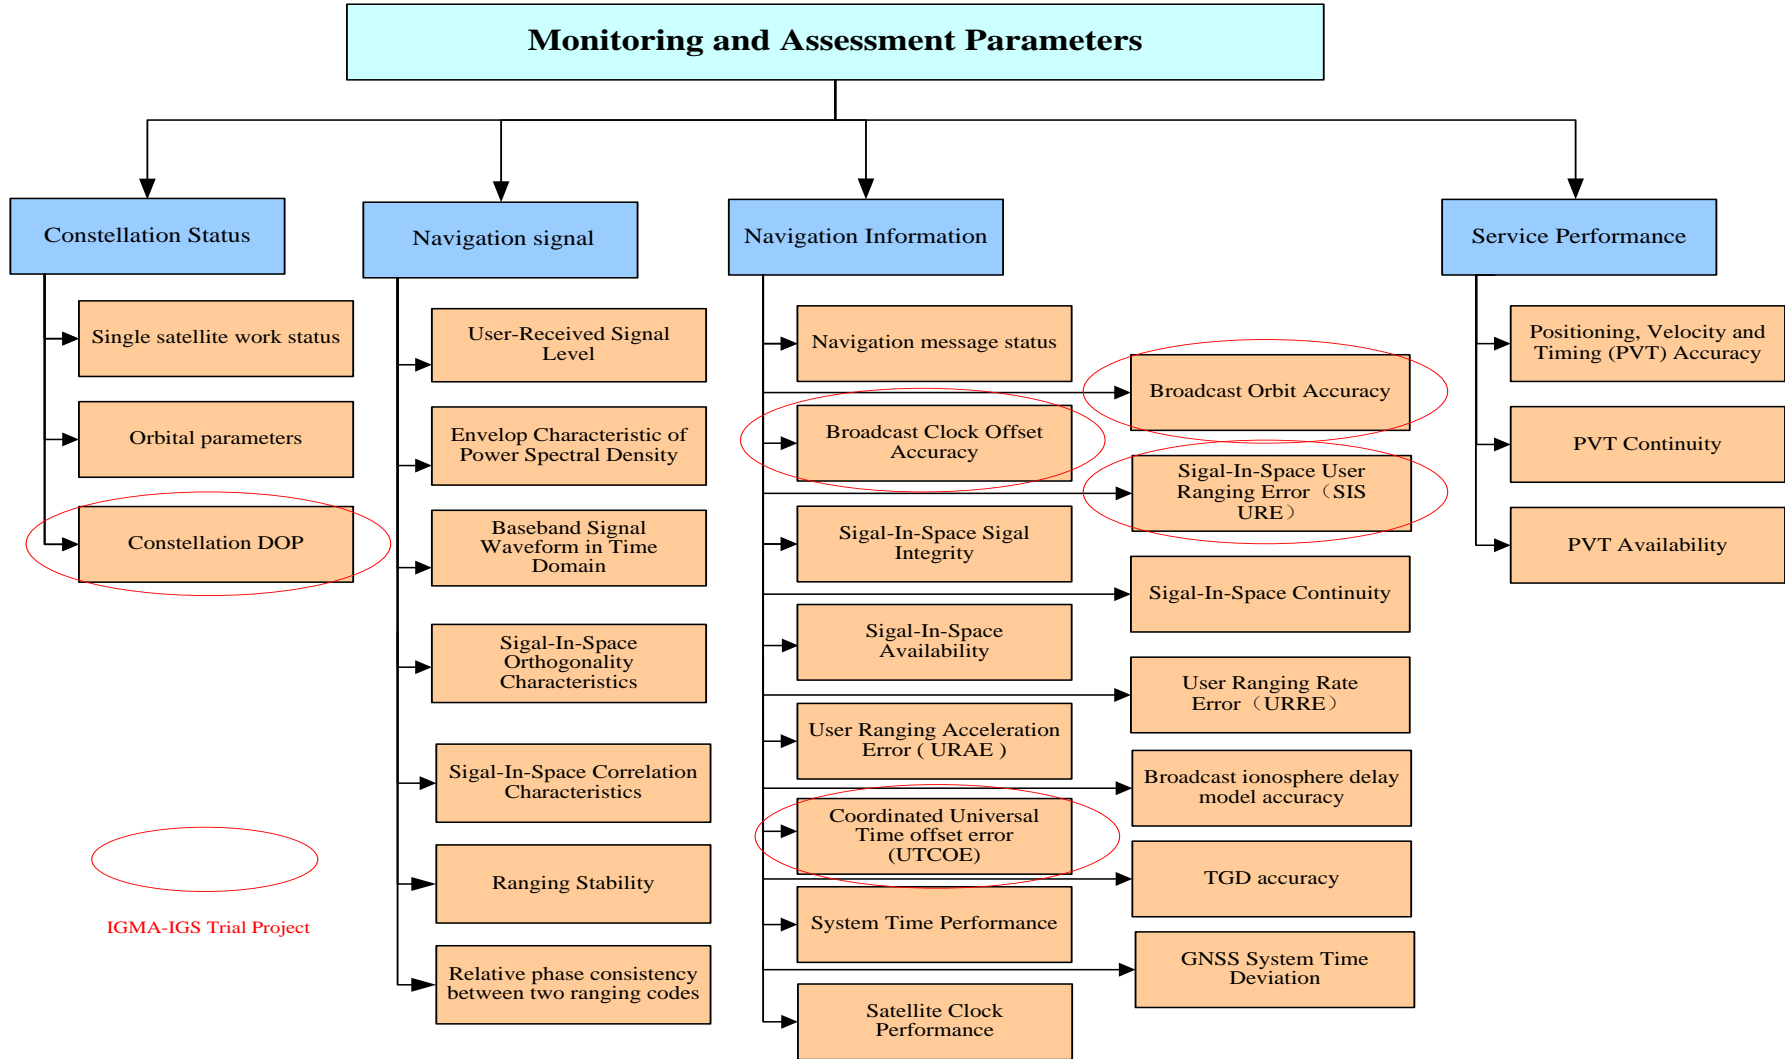 Monitoring and Assessment Parameters
Constellation Status
Single satellite work status
Orbital parameters
Constellation DOP
Navigation signal
User-Received Signal
Level
Envelop Characteristic of
Power Spectral Density
Baseband Signal
Waveform in Time
Domain
Sigal-In-Space
Orthogonality
Characteristics
Sigal-In-Space Correlation
Characteristics
Ranging Stability
Relative phase consistency
between two ranging codes
Navigation Information
Navigation message status
Broadcast Orbit Accuracy
Broadcast Clock Offset
Accuracy
Sigal-In-Space User
Ranging Error（SIS
URE）
Sigal-In-Space Sigal
Integrity
Sigal-In-Space Continuity
Sigal-In-Space
Availability
User Ranging Rate
Error（URRE）
User Ranging Acceleration
Error ( URAE )
Broadcast ionosphere delay
model accuracy
Coordinated Universal
Time offset error
(UTCOE)
TGD accuracy
System Time Performance
GNSS System Time
Deviation
Satellite Clock
Performance
Service Performance
Positioning, Velocity and
Timing (PVT) Accuracy
PVT Continuity
PVT Availability
IGMA-IGS Trial Project